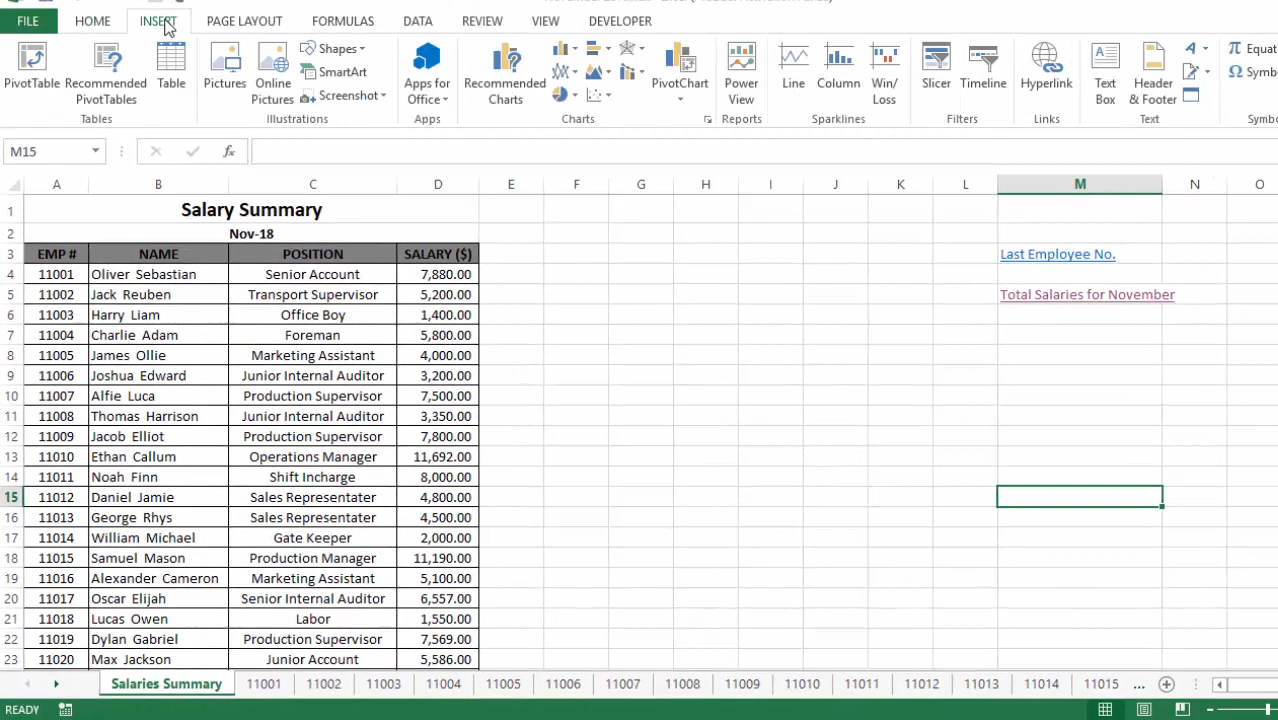 FILE HOME INSERT PAGE LAYOUT FORMULAS DATA REVIEW VIEW DEVELOPER
PivotTable Recommended PivotTables Table Pictures Online Pictures Shapes SmartArt Screenshot Apps for Office Recommended Charts PivotChart Power View Line Column Win/Loss Slicer Timeline Hyperlink Text Box Header & Footer
Tables Illustrations Apps Charts Reports Sparklines Filters Links Text
M15 fx
A B C D E F G H I J K L M N O
1 Salary Summary
2 Nov-18
3 EMP # NAME POSITION SALARY ($) Last Employee No.
4 11001 Oliver Sebastian Senior Account 7,880.00
5 11002 Jack Reuben Transport Supervisor 5,200.00 Total Salaries for November
6 11003 Harry Liam Office Boy 1,400.00
7 11004 Charlie Adam Foreman 5,800.00
8 11005 James Ollie Marketing Assistant 4,000.00
9 11006 Joshua Edward Junior Internal Auditor 3,200.00
10 11007 Alfie Luca Production Supervisor 7,500.00
11 11008 Thomas Harrison Junior Internal Auditor 3,350.00
12 11009 Jacob Elliot Production Supervisor 7,800.00
13 11010 Ethan Callum Operations Manager 11,692.00
14 11011 Noah Finn Shift Incharge 8,000.00
15 11012 Daniel Jamie Sales Representater 4,800.00
16 11013 George Rhys Sales Representater 4,500.00
17 11014 William Michael Gate Keeper 2,000.00
18 11015 Samuel Mason Production Manager 11,190.00
19 11016 Alexander Cameron Marketing Assistant 5,100.00
20 11017 Oscar Elijah Senior Internal Auditor 6,557.00
21 11018 Lucas Owen Labor 1,550.00
22 11019 Dylan Gabriel Production Supervisor 7,569.00
23 11020 Max Jackson Junior Account 5,586.00
Salaries Summary 11001 11002 11003 11004 11005 11006 11007 11008 11009 11010 11011 11012 11013 11014 11015 ...
READY